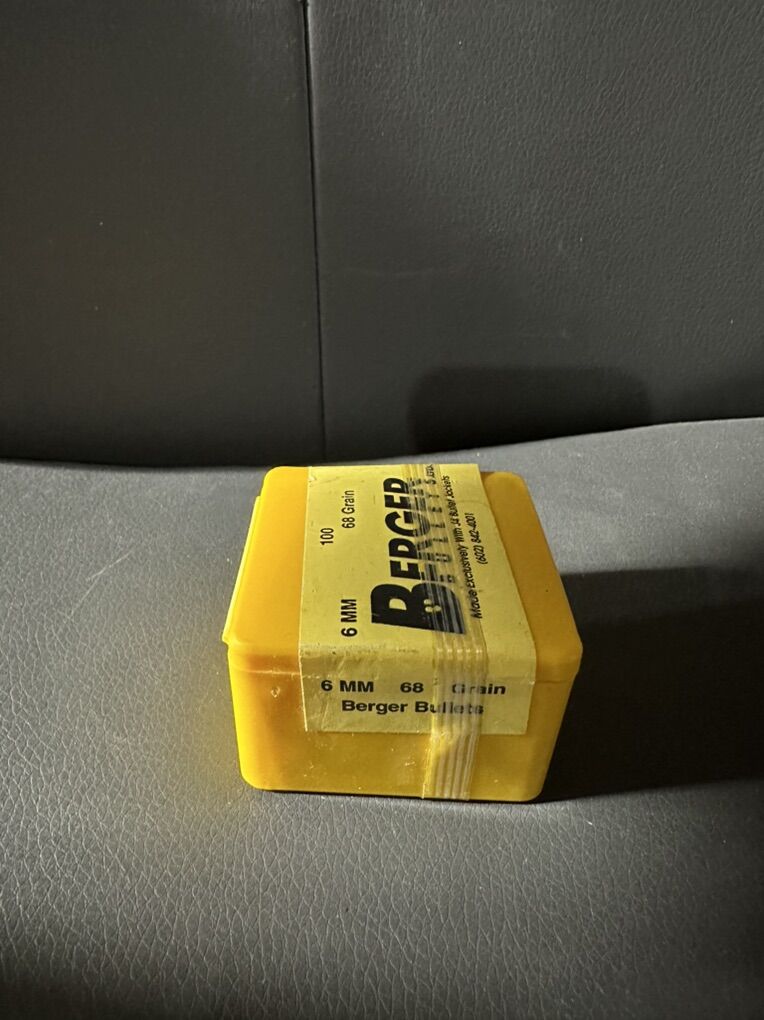 100
68 Grain
6 MM
BERGER
BULLETS
Made Exclusively With J4 Bullet Jackets
(602) 842-4001
6 MM 68 Grain
Berger Bullets